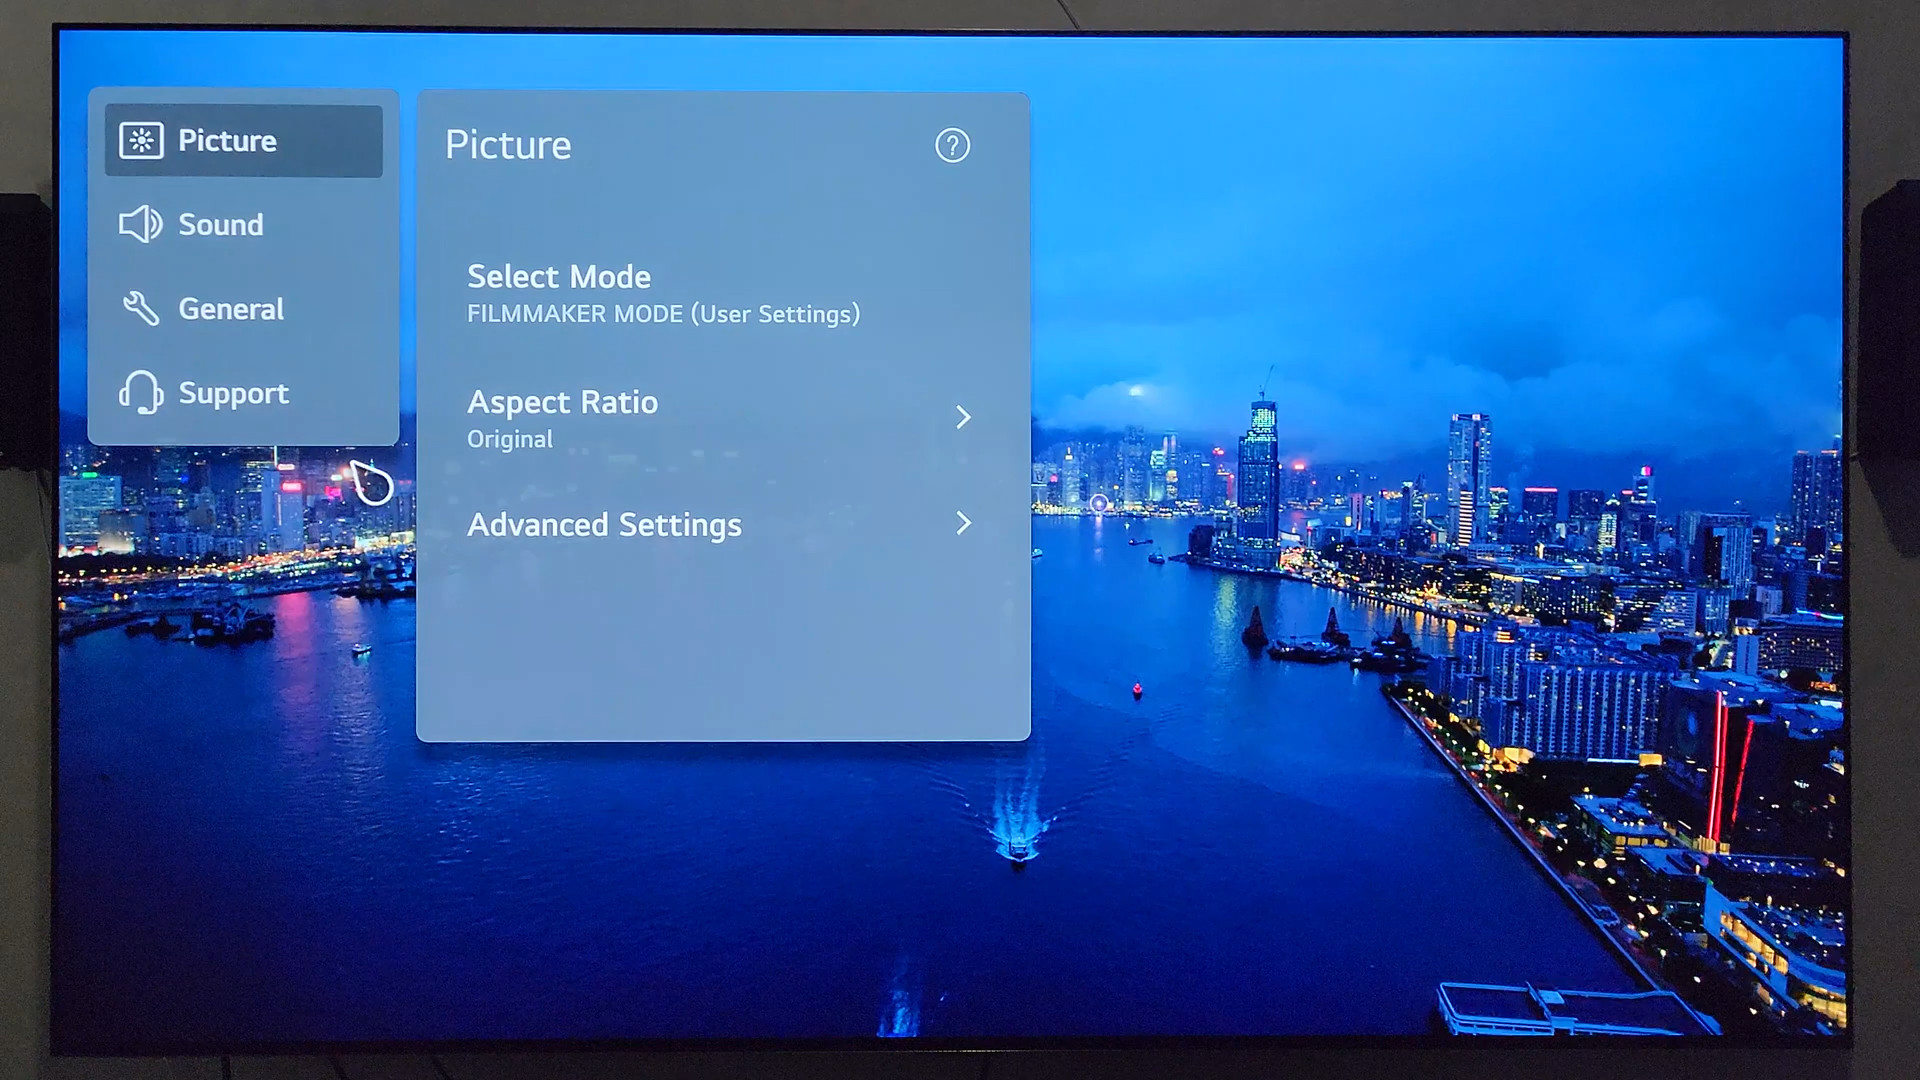 Picture
Sound
General
Support
Picture
?
Select Mode
FILMMAKER MODE (User Settings)
Aspect Ratio
Original
Advanced Settings